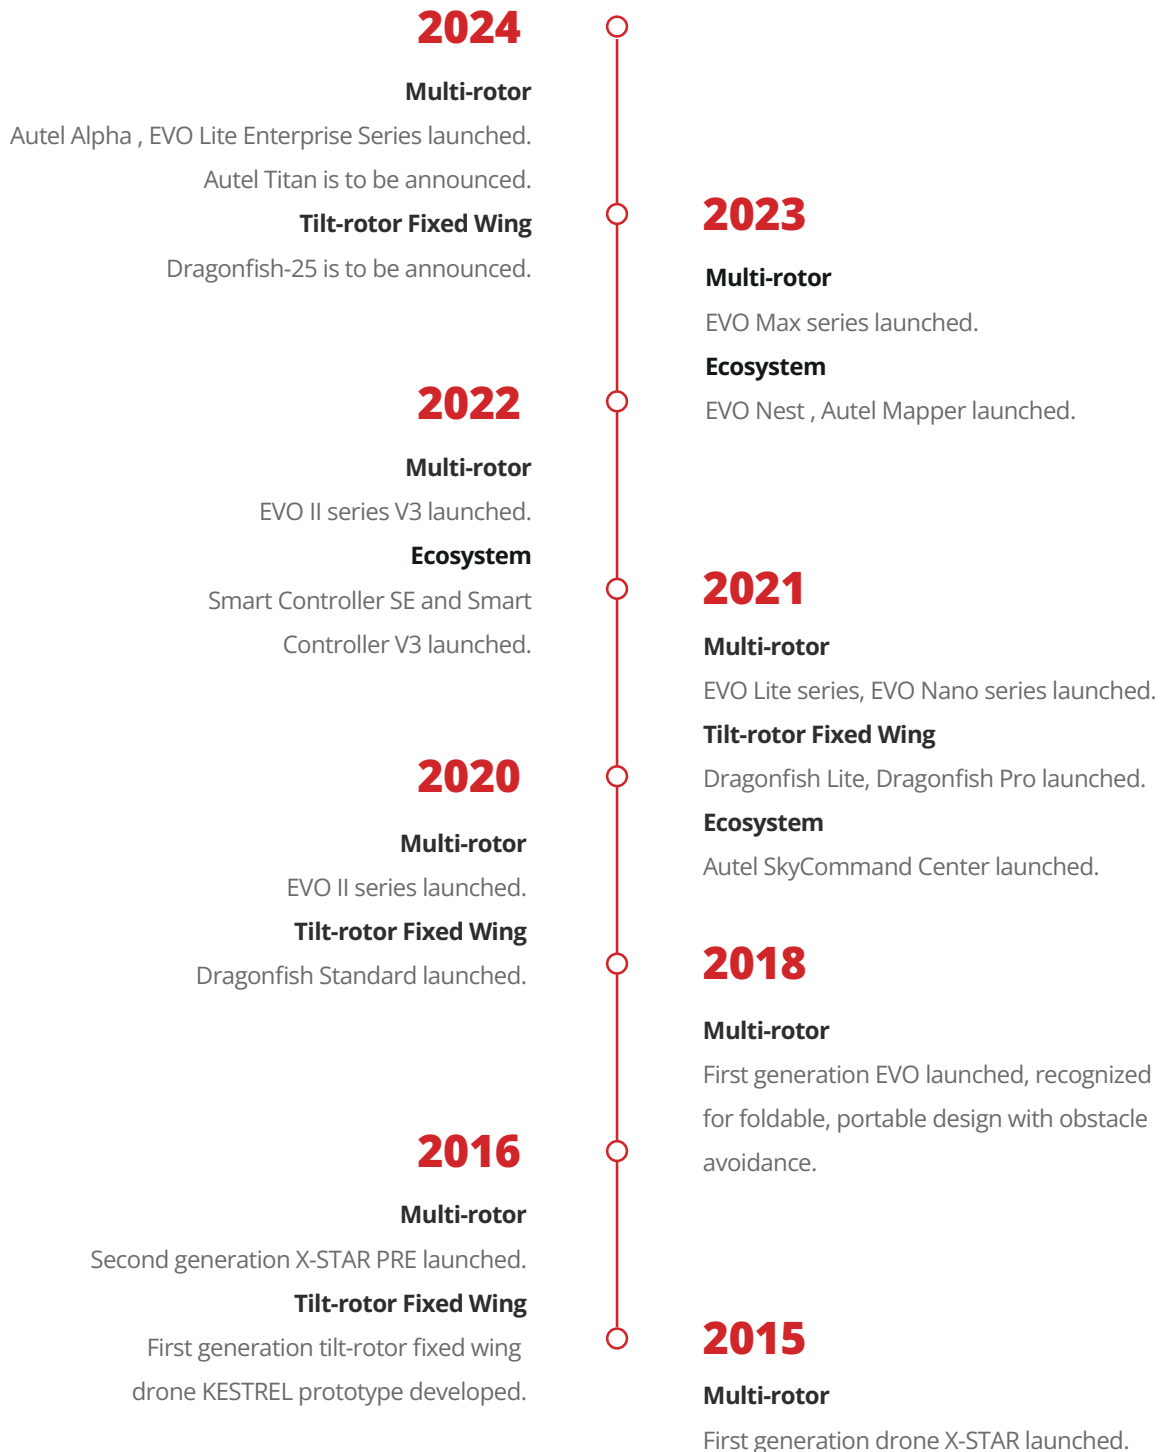 2024
Multi-rotor
Autel Alpha , EVO Lite Enterprise Series launched.
Autel Titan is to be announced.
Tilt-rotor Fixed Wing
Dragonfish-25 is to be announced.
2023
Multi-rotor
EVO Max series launched.
Ecosystem
EVO Nest , Autel Mapper launched.
2022
Multi-rotor
EVO II series V3 launched.
Ecosystem
Smart Controller SE and Smart
Controller V3 launched.
2021
Multi-rotor
EVO Lite series, EVO Nano series launched.
Tilt-rotor Fixed Wing
Dragonfish Lite, Dragonfish Pro launched.
Ecosystem
Autel SkyCommand Center launched.
2020
Multi-rotor
EVO II series launched.
Tilt-rotor Fixed Wing
Dragonfish Standard launched.
2018
Multi-rotor
First generation EVO launched, recognized
for foldable, portable design with obstacle
avoidance.
2016
Multi-rotor
Second generation X-STAR PRE launched.
Tilt-rotor Fixed Wing
First generation tilt-rotor fixed wing
drone KESTREL prototype developed.
2015
Multi-rotor
First generation drone X-STAR launched.